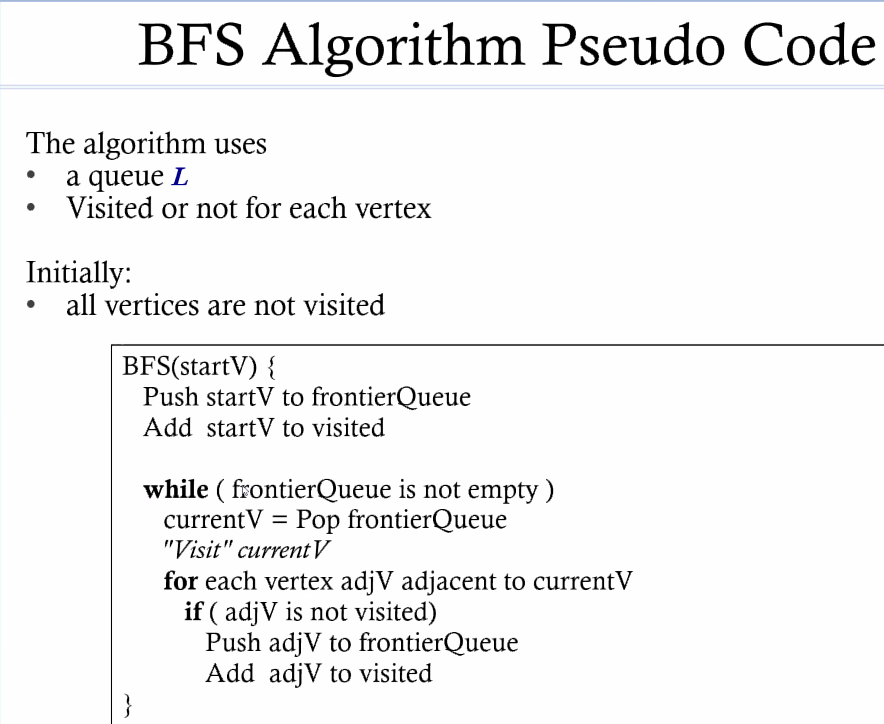 BFS Algorithm Pseudo Code
The algorithm uses
• a queue L
• Visited or not for each vertex
Initially:
• all vertices are not visited
BFS(startV) {
Push startV to frontierQueue
Add startV to visited
while ( frontierQueue is not empty )
currentV = Pop frontierQueue
"Visit" currentV
for each vertex adjV adjacent to currentV
if ( adjV is not visited)
Push adjV to frontierQueue
Add adjV to visited
}